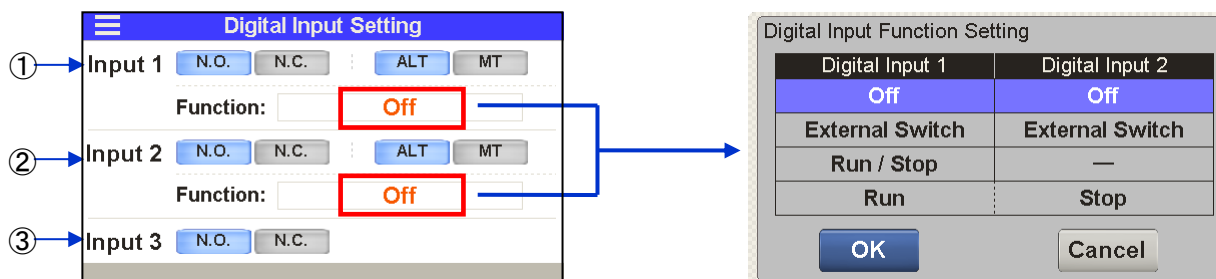 Digital Input Setting
① Input 1 N.O. N.C. ALT MT
Function: Off
② Input 2 N.O. N.C. ALT MT
Function: Off
③ Input 3 N.O. N.C.
Digital Input Function Setting
Digital Input 1 Digital Input 2
Off Off
External Switch External Switch
Run / Stop —
Run Stop
OK Cancel